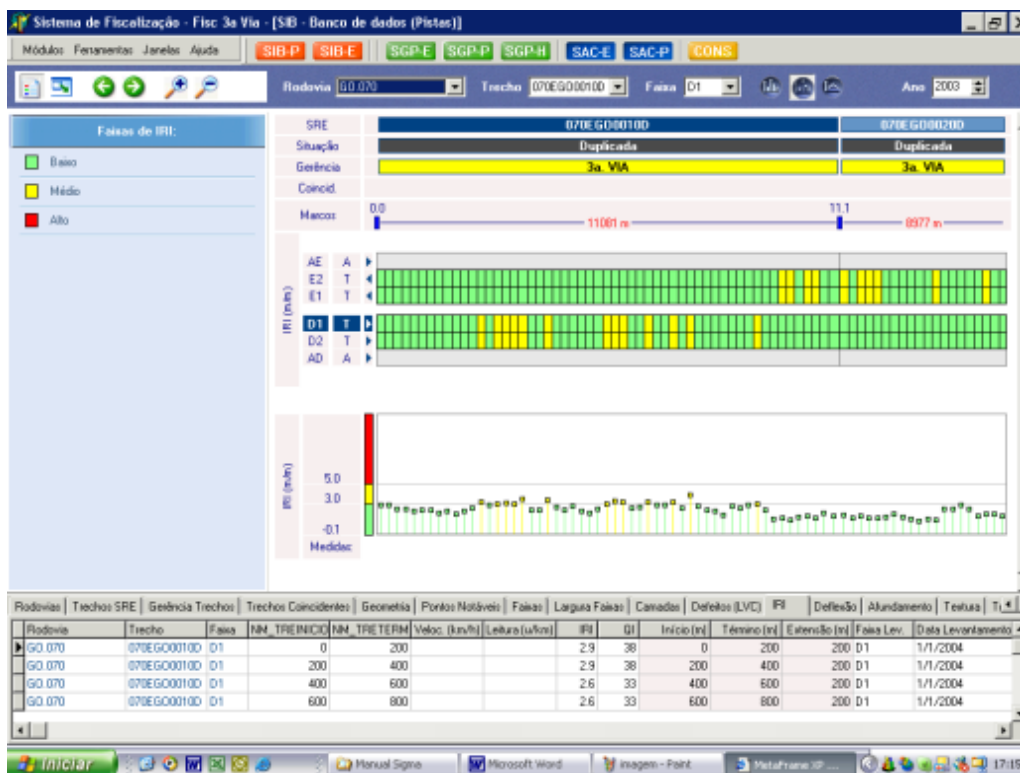 Sistema de Fiscalização - Fisc 3a Via - [SIB - Banco de dados (Pistas)]
Módulos Ferramentas Janelas Ajuda SIB-P SIB-E SGP-E SGP-P SGP-H SAC-E SAC-P CONS
Rodovia GO.070 Trecho 070EGO0010D Faixa D1 Ano 2003
Faixas de IRI:
Baixo
Médio
Alto
SRE 070EGO0010D 070EGO0020D
Situação Duplicada Duplicada
Gerência 3a. VIA 3a. VIA
Coincid.
Marcos 0.0 11081 m 11.1 8977 m
IRI (m/m)
AE A
E2 T
E1 T
D1 T
D2 T
AD A
IRI (m/m)
5.0
3.0
-0.1
Medidas:
Rodovias Trechos SRE Gerência Trechos Trechos Coincidentes Geometria Pontos Notáveis Faixas Largura Faixas Camadas Defeitos (LVC) IRI Deflexão Afundamento Textura
Rodovia Trecho Faixa NM_TREINICIO NM_TRETERM Veloc. (km/h) Leitura (u/km) IRI QI Início (m) Término (m) Extensão (m) Faixa Lev. Data Levantamento
GO.070 070EGO0010D D1 0 200 2.9 38 0 200 200 D1 1/1/2004
GO.070 070EGO0010D D1 200 400 2.9 38 200 400 200 D1 1/1/2004
GO.070 070EGO0010D D1 400 600 2.6 33 400 600 200 D1 1/1/2004
GO.070 070EGO0010D D1 600 800 2.6 33 600 800 200 D1 1/1/2004
Iniciar Manual Sigma Microsoft Word imagem - Paint MetaFrame XP ... 17:15